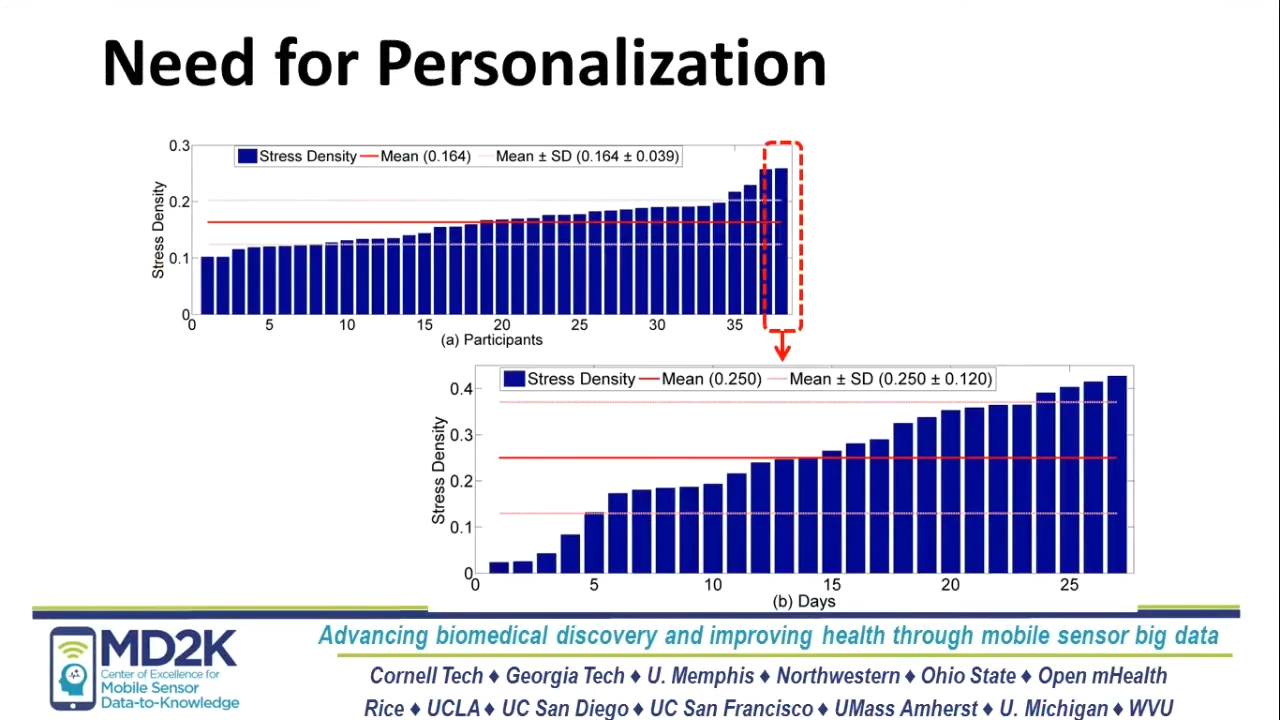 Need for Personalization
0.3
0.2
0.1
0
Stress Density
Stress Density Mean (0.164) Mean ± SD (0.164 ± 0.039)
0 5 10 15 20 25 30 35
(a) Participants
0.4
0.3
0.2
0.1
0
Stress Density
Stress Density Mean (0.250) Mean ± SD (0.250 ± 0.120)
0 5 10 15 20 25
(b) Days
MD2K
Center of Excellence for
Mobile Sensor
Data-to-Knowledge
Advancing biomedical discovery and improving health through mobile sensor big data
Cornell Tech ♦ Georgia Tech ♦ U. Memphis ♦ Northwestern ♦ Ohio State ♦ Open mHealth
Rice ♦ UCLA ♦ UC San Diego ♦ UC San Francisco ♦ UMass Amherst ♦ U. Michigan ♦ WVU